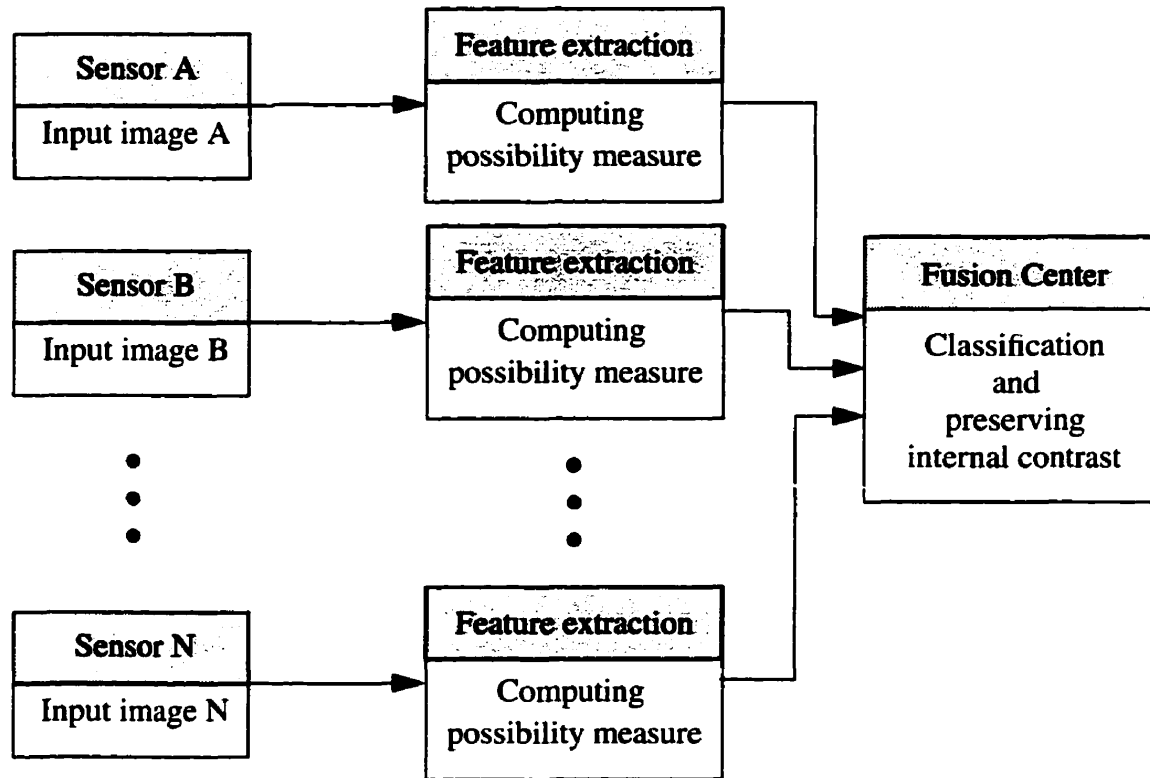 Sensor A
Input image A
Feature extraction
Computing
possibility measure
Sensor B
Input image B
Feature extraction
Computing
possibility measure
Fusion Center
Classification
and
preserving
internal contrast
Sensor N
Input image N
Feature extraction
Computing
possibility measure